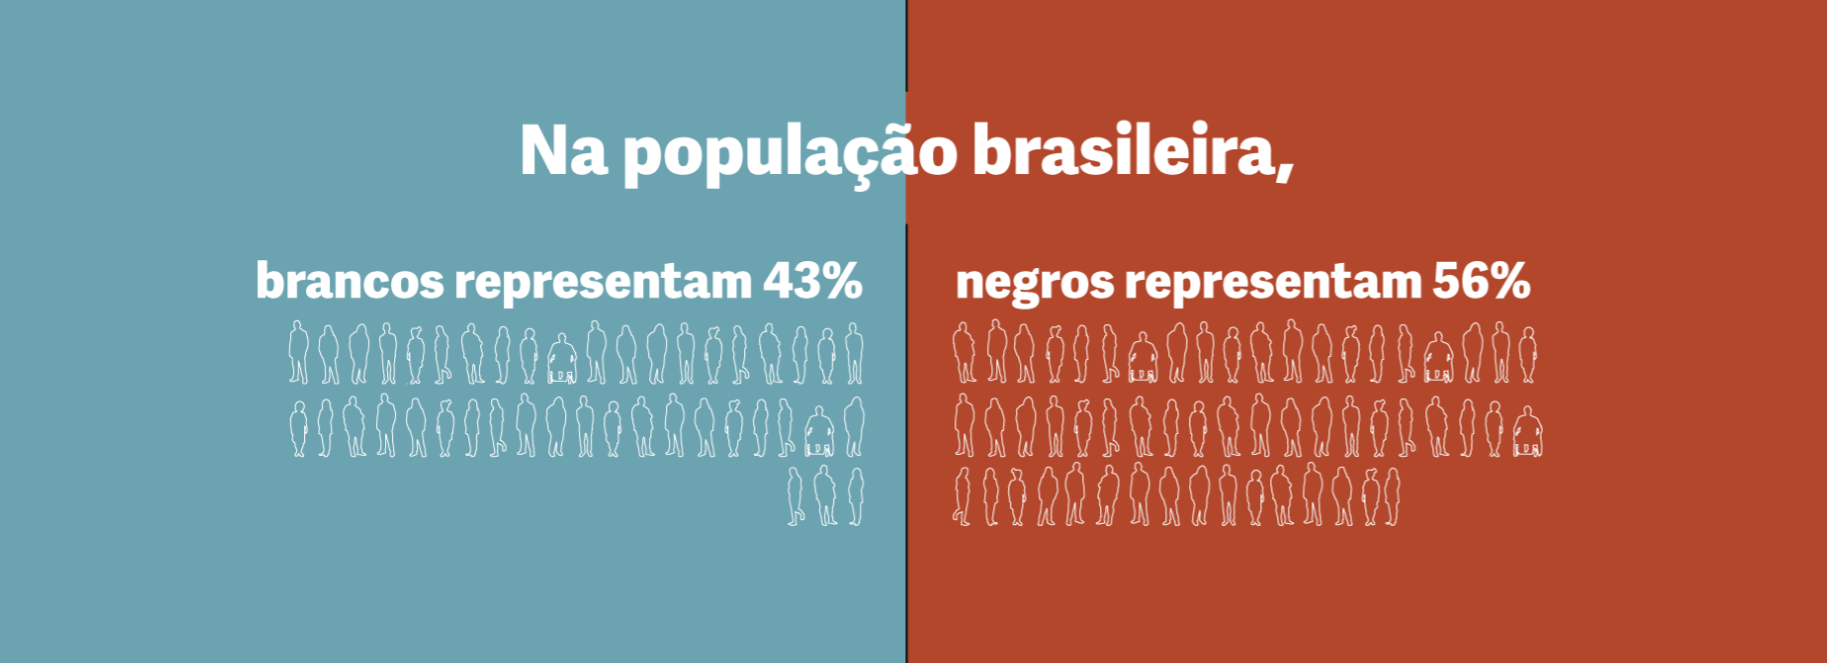 Na população brasileira,
brancos representam 43%
negros representam 56%